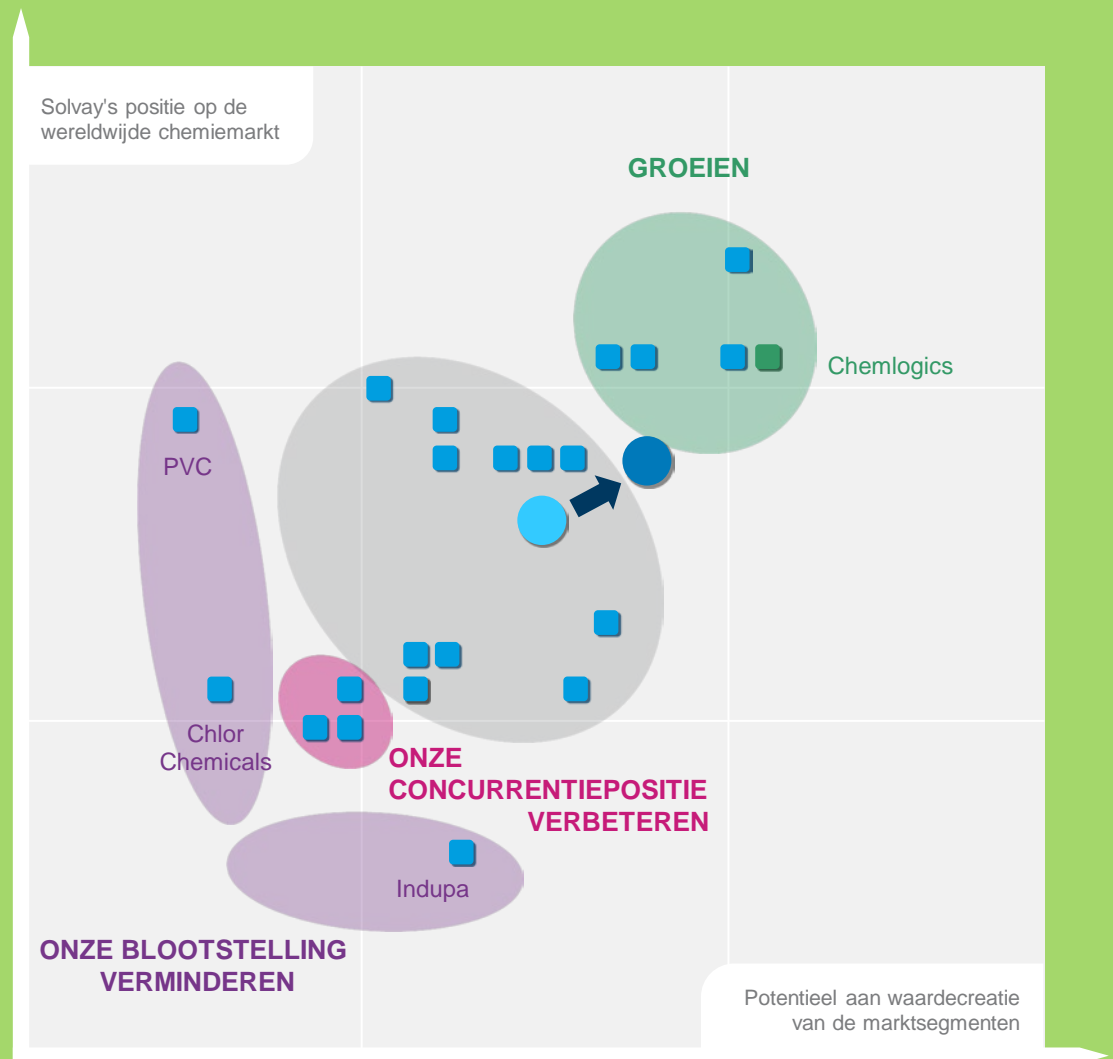 Solvay's positie op de
wereldwijde chemiemarkt
GROEIEN
Chemlogics
PVC
Chlor
Chemicals
ONZE
CONCURRENTIEPOSITIE
VERBETEREN
Indupa
ONZE BLOOTSTELLING
VERMINDEREN
Potentieel aan waardecreatie
van de marktsegmenten